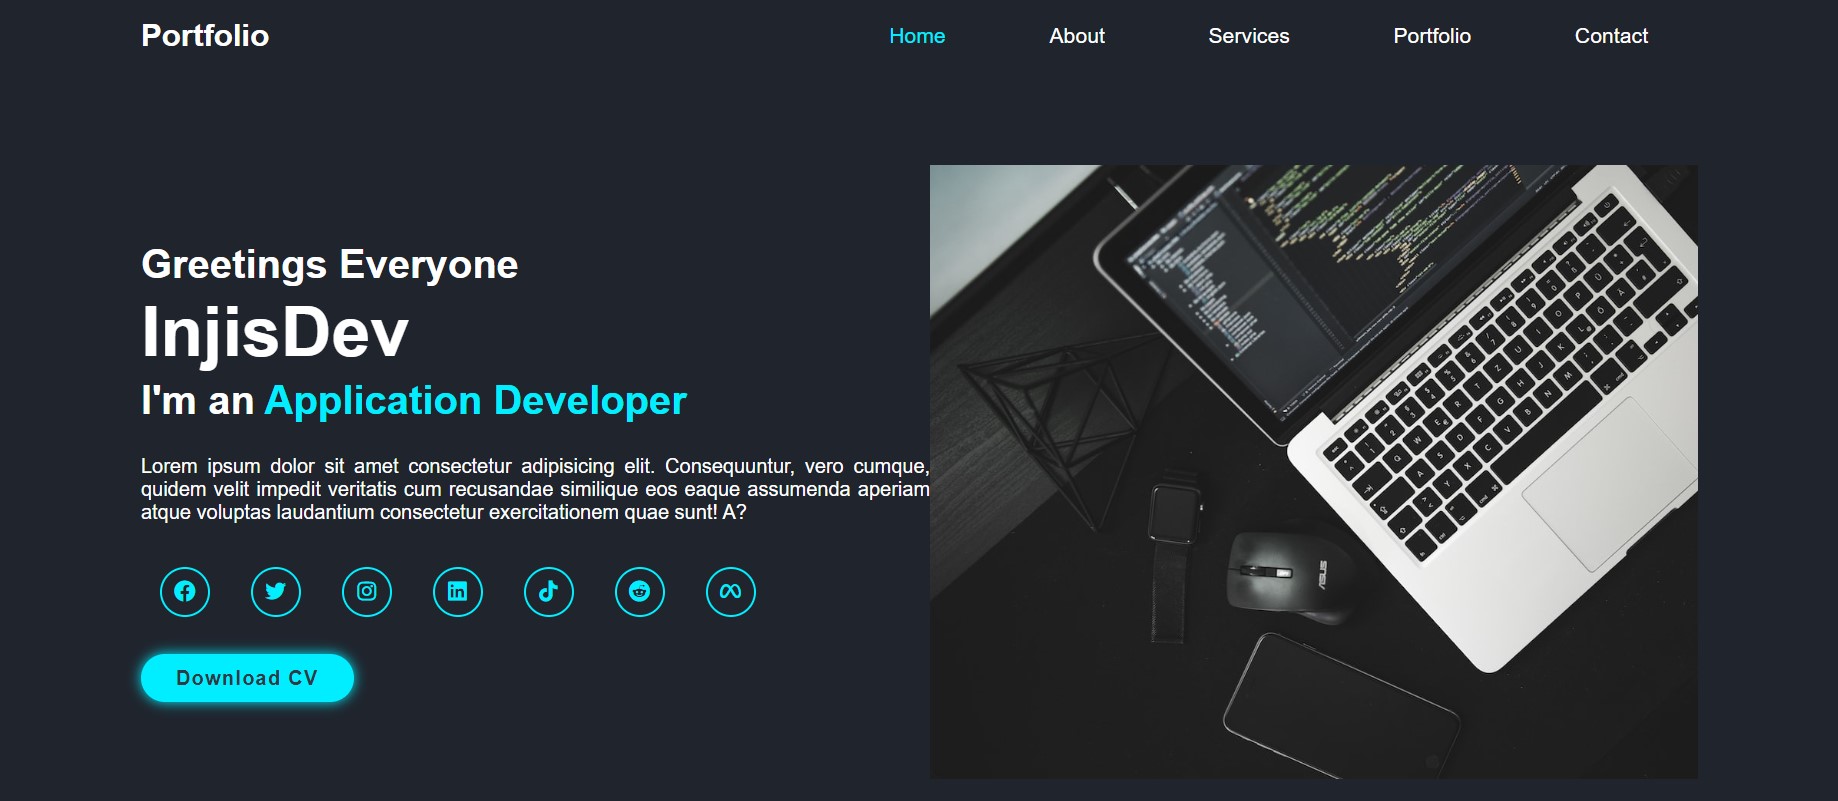 Portfolio
Home
About
Services
Portfolio
Contact
Greetings Everyone
InjisDev
I'm an Application Developer
Lorem ipsum dolor sit amet consectetur adipisicing elit. Consequuntur, vero cumque,
quidem velit impedit veritatis cum recusandae similique eos eaque assumenda aperiam
atque voluptas laudantium consectetur exercitationem quae sunt! A?
Download CV
ASUS